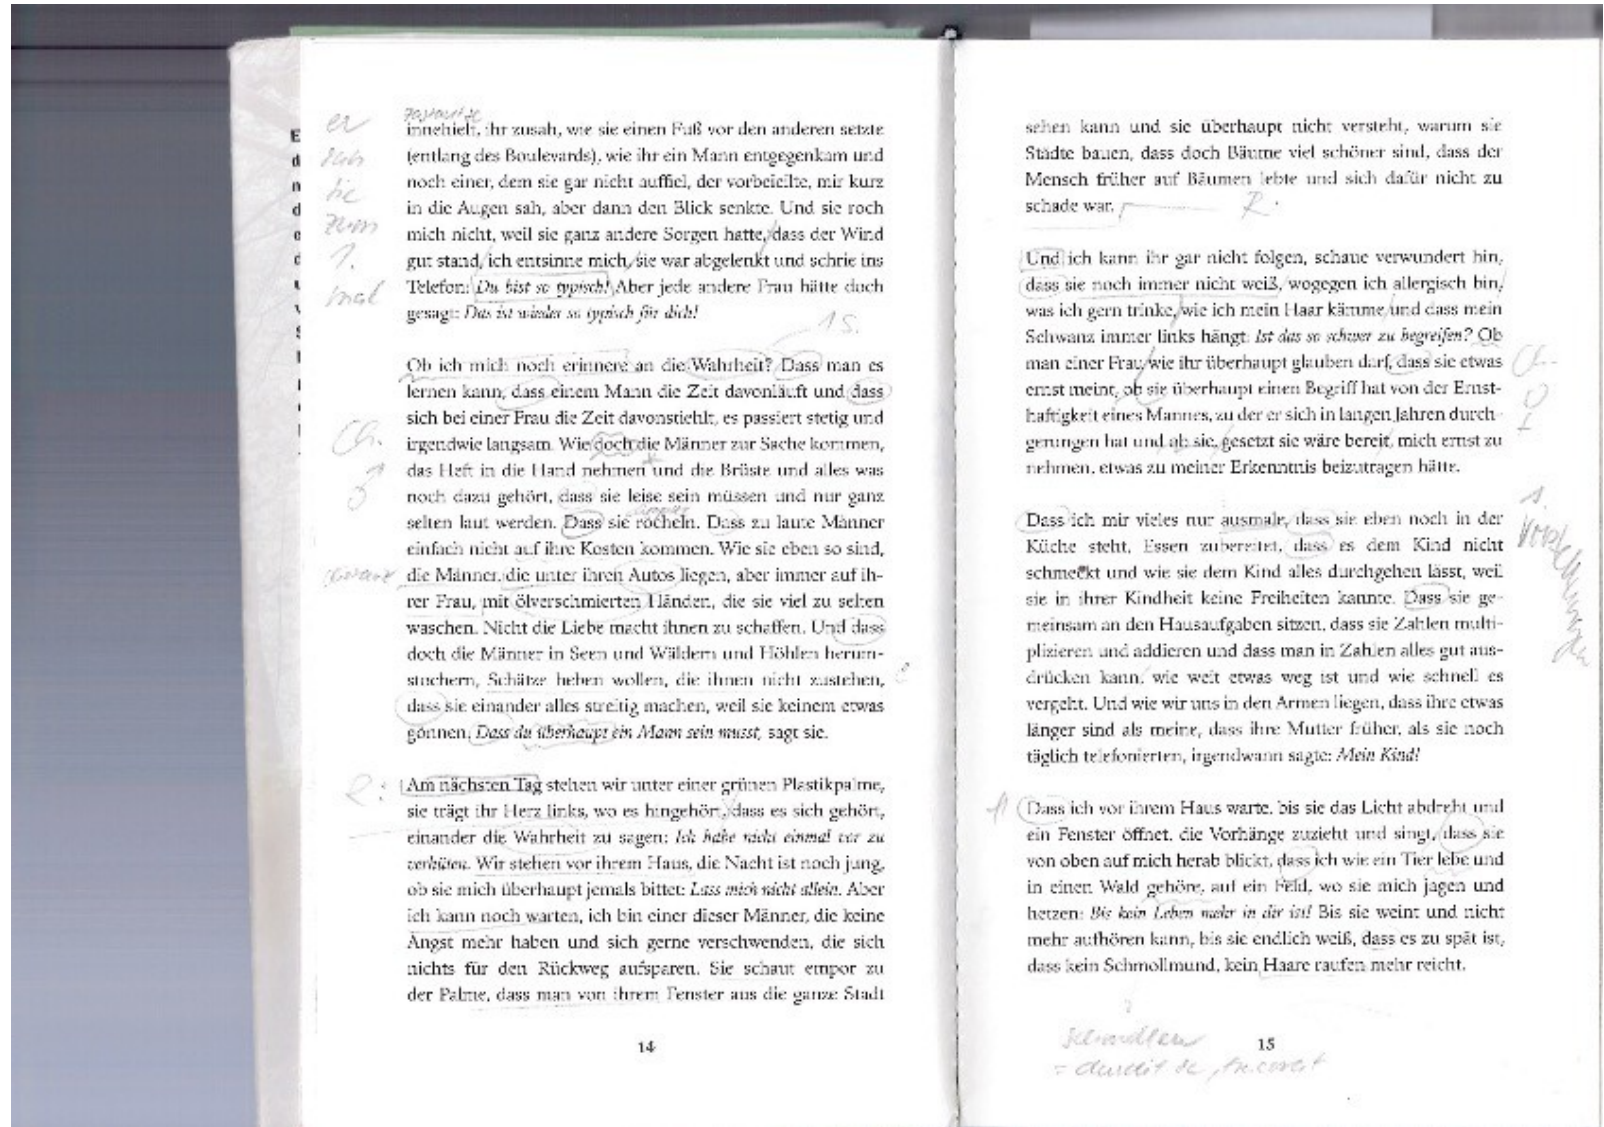 er
sie
zum
1.
mal
innehielt, ihr zusah, wie sie einen Fuß vor den anderen setzte
(entlang des Boulevards), wie ihr ein Mann entgegenkam und
noch einer, dem sie gar nicht auffiel, der vorbeieilte, mir kurz
in die Augen sah, aber dann den Blick senkte. Und sie roch
mich nicht, weil sie ganz andere Sorgen hatte, dass der Wind
gut stand, ich entsinne mich, sie war abgelenkt und schrie ins
Telefon: Du bist so typisch! Aber jede andere Frau hätte doch
gesagt: Das ist wieder so typisch für dich!
1 S.
Ob ich mich noch erinnere an die Wahrheit? Dass man es
lernen kann, dass einem Mann die Zeit davonläuft und dass
sich bei einer Frau die Zeit davonstiehlt, es passiert stetig und
irgendwie langsam. Wie doch die Männer zur Sache kommen,
das Heft in die Hand nehmen und die Brüste und alles was
noch dazu gehört, dass sie leise sein müssen und nur ganz
selten laut werden. Dass sie röcheln. Dass zu laute Männer
einfach nicht auf ihre Kosten kommen. Wie sie eben so sind,
die Männer, die unter ihren Autos liegen, aber immer auf ih-
rer Frau, mit ölverschmierten Händen, die sie viel zu selten
waschen. Nicht die Liebe macht ihnen zu schaffen. Und dass
doch die Männer in Seen und Wäldern und Höhlen herum-
stochern, Schätze heben wollen, die ihnen nicht zustehen,
dass sie einander alles streitig machen, weil sie keinem etwas
gönnen. Dass du überhaupt ein Mann sein musst, sagt sie.
Ch.
♂
R:
Am nächsten Tag stehen wir unter einer grünen Plastikpalme,
sie trägt ihr Herz links, wo es hingehört, dass es sich gehört,
einander die Wahrheit zu sagen: Ich habe nicht einmal vor zu
verhüten. Wir stehen vor ihrem Haus, die Nacht ist noch jung,
ob sie mich überhaupt jemals bittet: Lass mich nicht allein. Aber
ich kann noch warten, ich bin einer dieser Männer, die keine
Angst mehr haben und sich gerne verschwenden, die sich
nichts für den Rückweg aufsparen. Sie schaut empor zu
der Palme, dass man von ihrem Fenster aus die ganze Stadt
14
sehen kann und sie überhaupt nicht versteht, warum sie
Städte bauen, dass doch Bäume viel schöner sind, dass der
Mensch früher auf Bäumen lebte und sich dafür nicht zu
schade war.
R.
Und ich kann ihr gar nicht folgen, schaue verwundert hin,
dass sie noch immer nicht weiß, wogegen ich allergisch bin,
was ich gern trinke, wie ich mein Haar kämme und dass mein
Schwanz immer links hängt: Ist das so schwer zu begreifen? Ob
man einer Frau wie ihr überhaupt glauben darf, dass sie etwas
ernst meint, ob sie überhaupt einen Begriff hat von der Ernst-
haftigkeit eines Mannes, zu der er sich in langen Jahren durch-
gerungen hat und ob sie, gesetzt sie wäre bereit, mich ernst zu
nehmen, etwas zu meiner Erkenntnis beizutragen hätte.
Ch.
♀
Dass ich mir vieles nur ausmale, dass sie eben noch in der
Küche steht, Essen zubereitet, dass es dem Kind nicht
schmeckt und wie sie dem Kind alles durchgehen lässt, weil
sie in ihrer Kindheit keine Freiheiten kannte. Dass sie ge-
meinsam an den Hausaufgaben sitzen, dass sie Zahlen multi-
plizieren und addieren und dass man in Zahlen alles gut aus-
drücken kann, wie weit etwas weg ist und wie schnell es
vergeht. Und wie wir uns in den Armen liegen, dass ihre etwas
länger sind als meine, dass ihre Mutter früher, als sie noch
täglich telefonierten, irgendwann sagte: Mein Kind!
Dass ich vor ihrem Haus warte, bis sie das Licht abdreht und
ein Fenster öffnet, die Vorhänge zuzieht und singt, dass sie
von oben auf mich herab blickt, dass ich wie ein Tier lebe und
in einen Wald gehöre, auf ein Feld, wo sie mich jagen und
hetzen: Bis kein Leben mehr in dir ist! Bis sie weint und nicht
mehr aufhören kann, bis sie endlich weiß, dass es zu spät ist,
dass kein Schmollmund, kein Haare raufen mehr reicht.
15